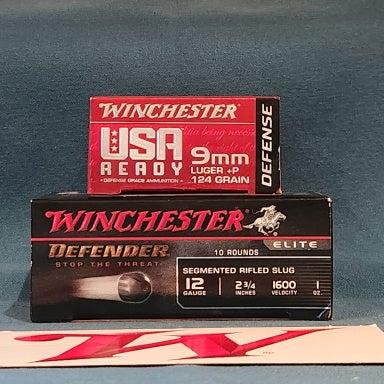 WINCHESTER
USA
READY
DEFENSE GRADE AMMUNITION
9mm
LUGER +P
124 GRAIN
DEFENSE
WINCHESTER
ELITE
DEFENDER
STOP THE THREAT
10 ROUNDS
SEGMENTED RIFLED SLUG
12
GAUGE
2 3/4
INCHES
1600
VELOCITY
1
OZ.